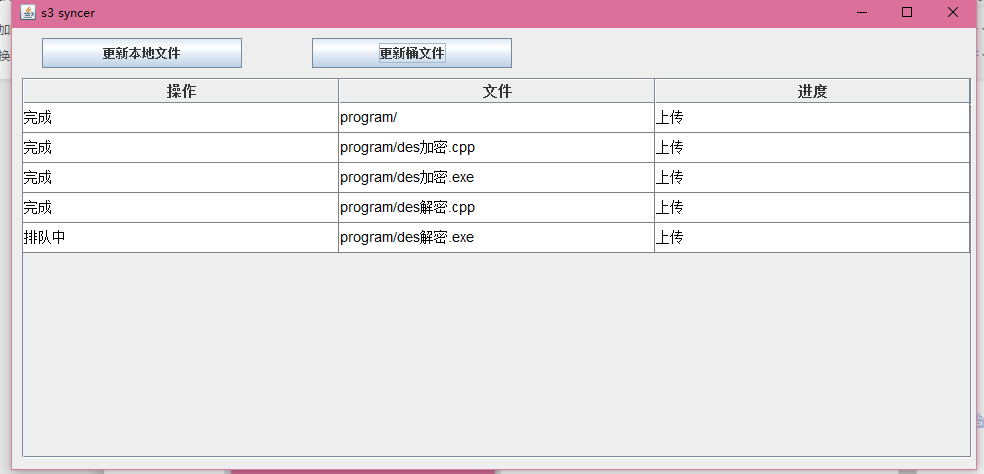 s3 syncer
更新本地文件 更新桶文件
操作 文件 进度
完成 program/ 上传
完成 program/des加密.cpp 上传
完成 program/des加密.exe 上传
完成 program/des解密.cpp 上传
排队中 program/des解密.exe 上传
加
换